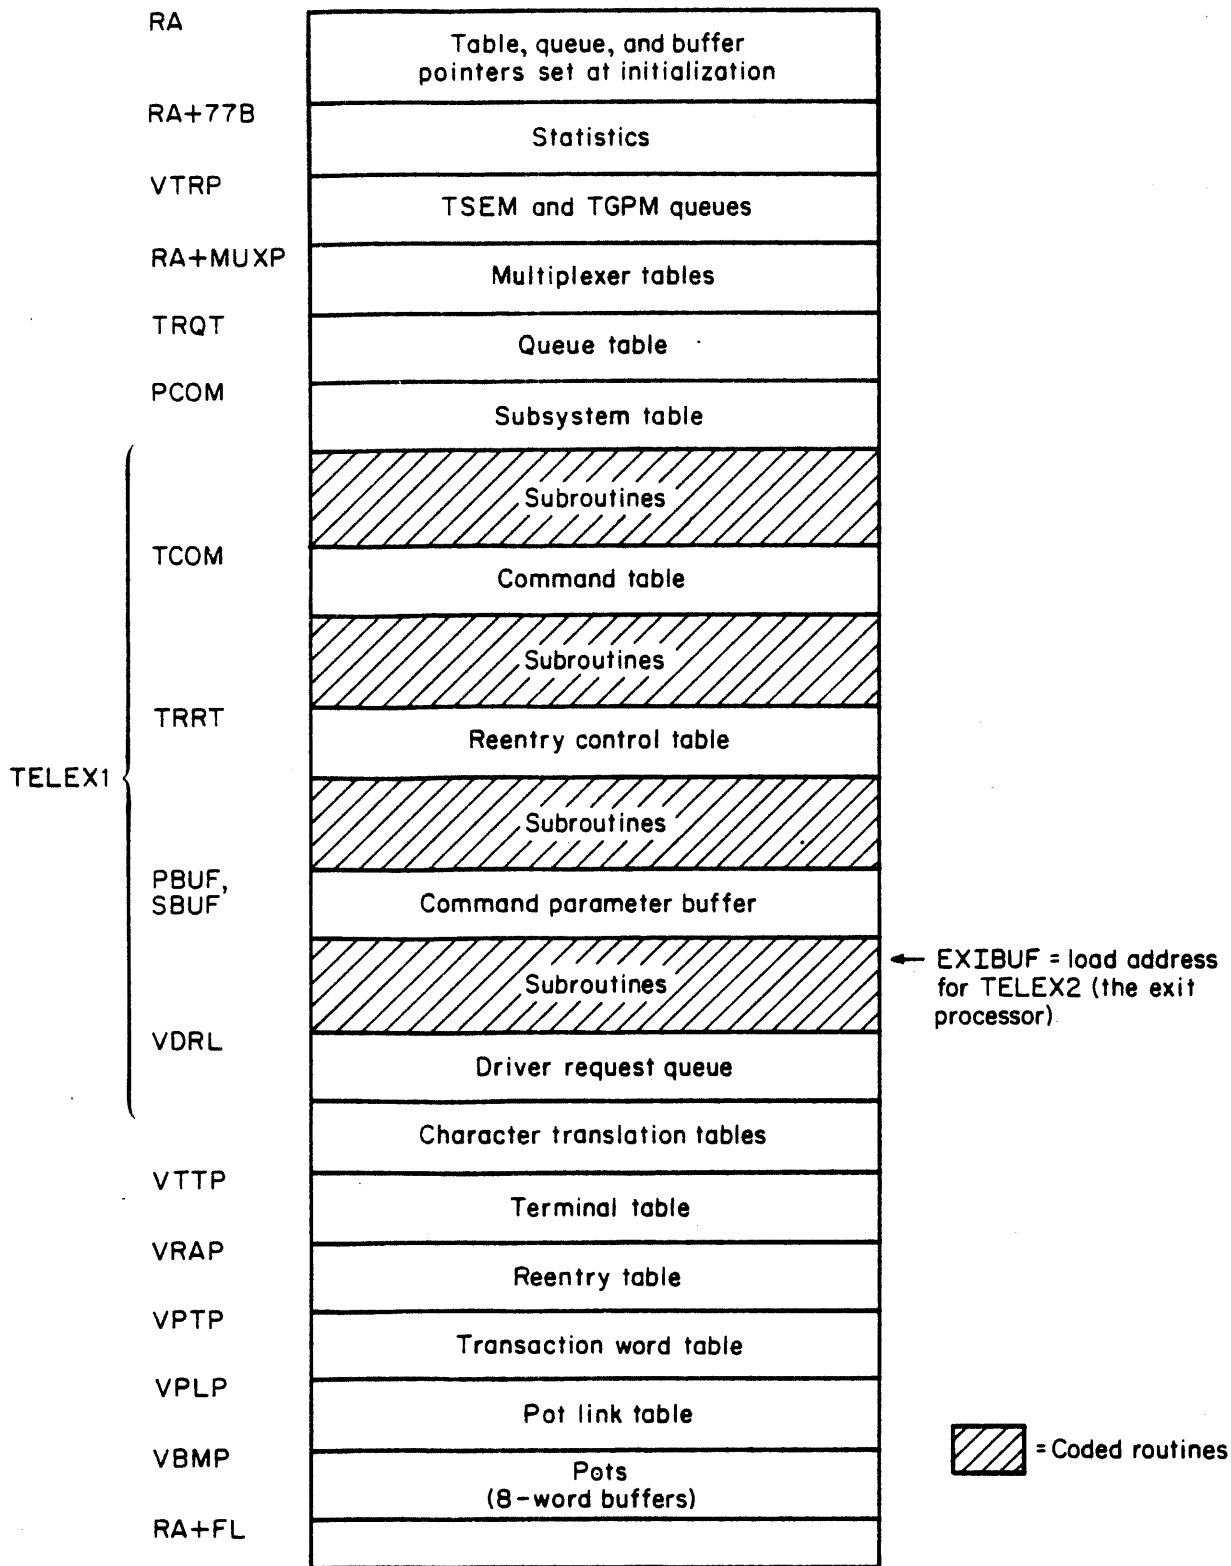 RA
Table, queue, and buffer
pointers set at initialization
RA+77B
Statistics
VTRP
TSEM and TGPM queues
RA+MUXP
Multiplexer tables
TRQT
Queue table
PCOM
Subsystem table
Subroutines
TCOM
Command table
Subroutines
TRRT
Reentry control table
TELEX1
Subroutines
PBUF,
SBUF
Command parameter buffer
Subroutines
EXIBUF = load address
for TELEX2 (the exit
processor)
VDRL
Driver request queue
Character translation tables
VTTP
Terminal table
VRAP
Reentry table
VPTP
Transaction word table
VPLP
Pot link table
VBMP
Pots
(8-word buffers)
RA+FL
= Coded routines